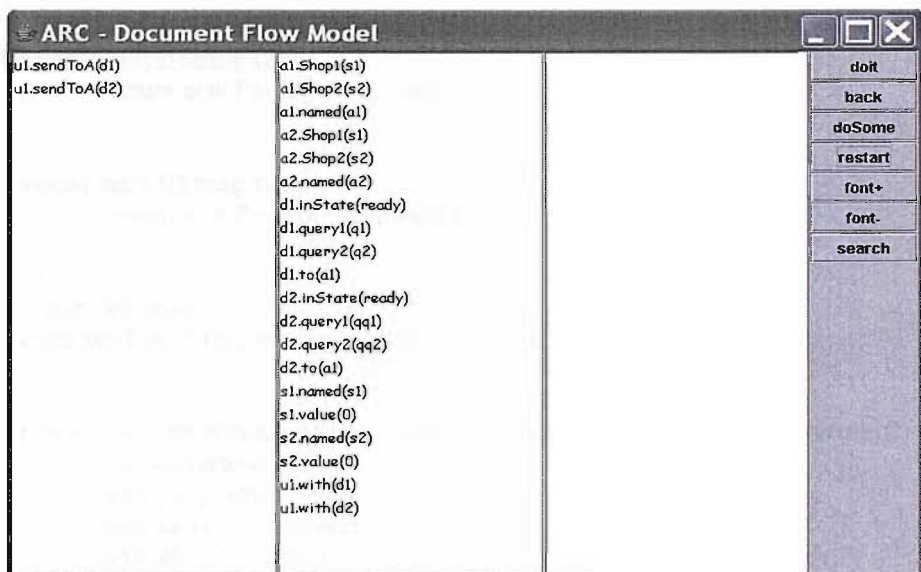 ARC - Document Flow Model
u1.sendToA(d1)
u1.sendToA(d2)
a1.Shop1(s1)
a1.Shop2(s2)
a1.named(a1)
a2.Shop1(s1)
a2.Shop2(s2)
a2.named(a2)
d1.inState(ready)
d1.query1(q1)
d1.query2(q2)
d1.to(a1)
d2.inState(ready)
d2.query1(qq1)
d2.query2(qq2)
d2.to(a1)
s1.named(s1)
s1.value(0)
s2.named(s2)
s2.value(0)
u1.with(d1)
u1.with(d2)
doit
back
doSome
restart
font+
font-
search